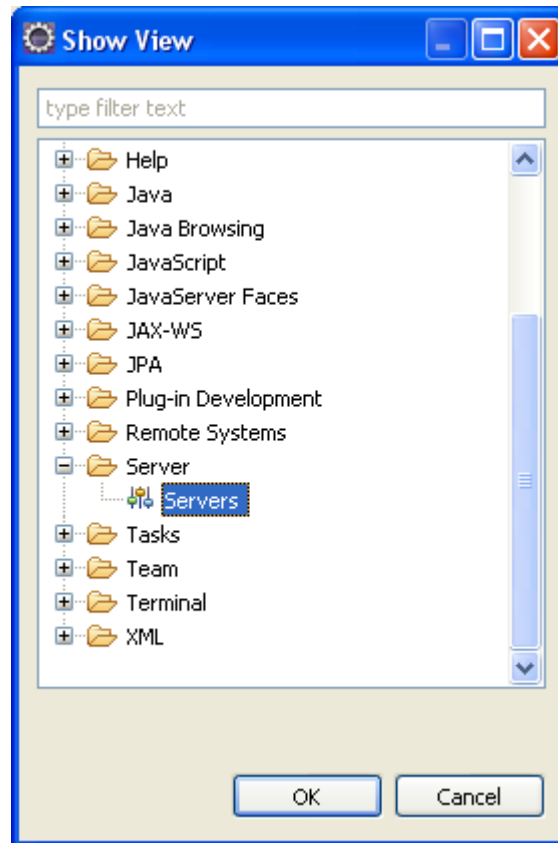 Show View
type filter text
Help
Java
Java Browsing
JavaScript
JavaServer Faces
JAX-WS
JPA
Plug-in Development
Remote Systems
Server
Servers
Tasks
Team
Terminal
XML
OK Cancel